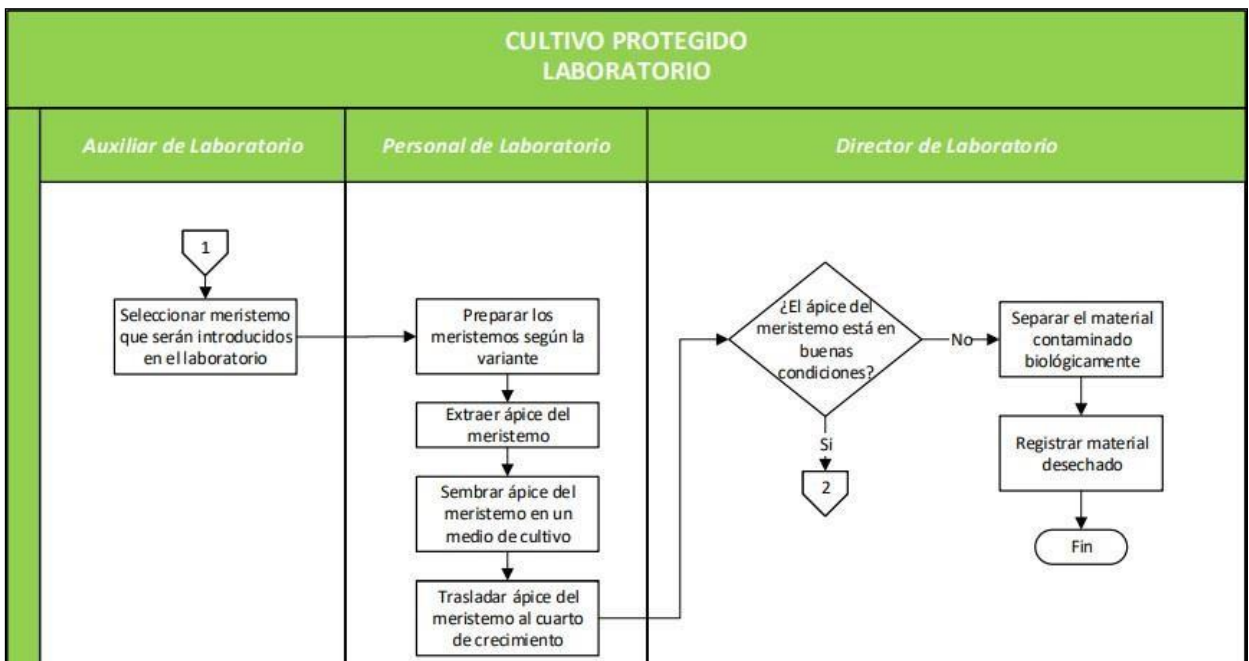 CULTIVO PROTEGIDO
LABORATORIO
Auxiliar de Laboratorio
Personal de Laboratorio
Director de Laboratorio
1
Seleccionar meristemo
que serán introducidos
en el laboratorio
Preparar los
meristemos según la
variante
Extraer ápice del
meristemo
Sembrar ápice del
meristemo en un
medio de cultivo
Trasladar ápice del
meristemo al cuarto
de crecimiento
¿El ápice del
meristemo está en
buenas
condiciones?
No
Si
2
Separar el material
contaminado
biológicamente
Registrar material
desechado
Fin